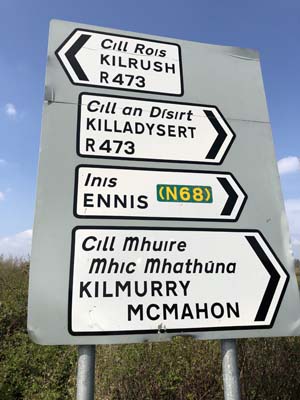 Cill Rois
KILRUSH
R473
Cill an Dísirt
KILLADYSERT
R473
Inis
ENNIS (N68)
Cill Mhuire
Mhic Mhathúna
KILMURRY
MCMAHON